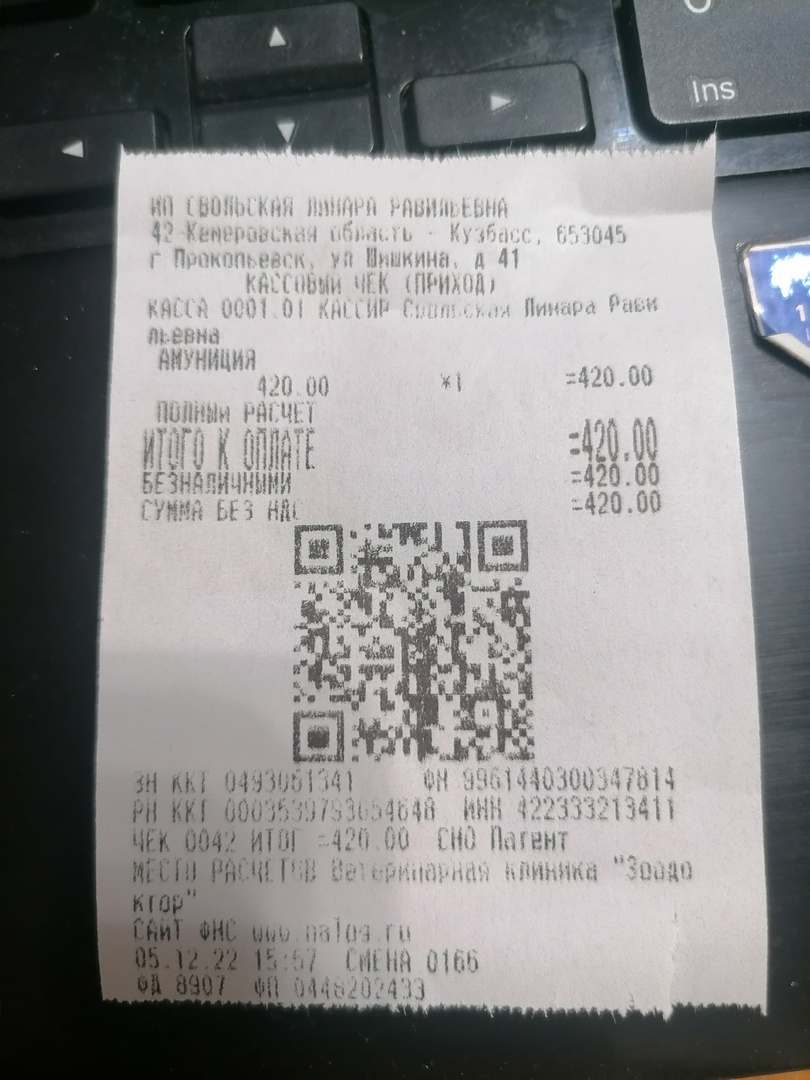 Ins
ИП СВОЛЬСКАЯ ЛИНАРА РАВИЛЬЕВНА
42-Кемеровская область - Кузбасс, 653045
г Прокопьевск, ул Шишкина, д 41
КАССОВЫЙ ЧЕК (ПРИХОД)
КАССА 0001.01 КАССИР Свольская Линара Рави
льевна
АМУНИЦИЯ
420.00 *1 =420.00
ПОЛНЫЙ РАСЧЕТ
ИТОГО К ОПЛАТЕ =420.00
БЕЗНАЛИЧНЫМИ =420.00
СУММА БЕЗ НДС =420.00
ЗН ККТ 0493061341 ФН 9961440300347814
РН ККТ 0003539793054648 ИНН 422333213411
ЧЕК 0042 ИТОГ =420.00 СНО Патент
МЕСТО РАСЧЕТОВ Ветеринарная клиника "Зоодо
ктор"
САЙТ ФНС www.nalog.ru
05.12.22 15:57 СМЕНА 0166
ФД 8907 ФП 0448202433